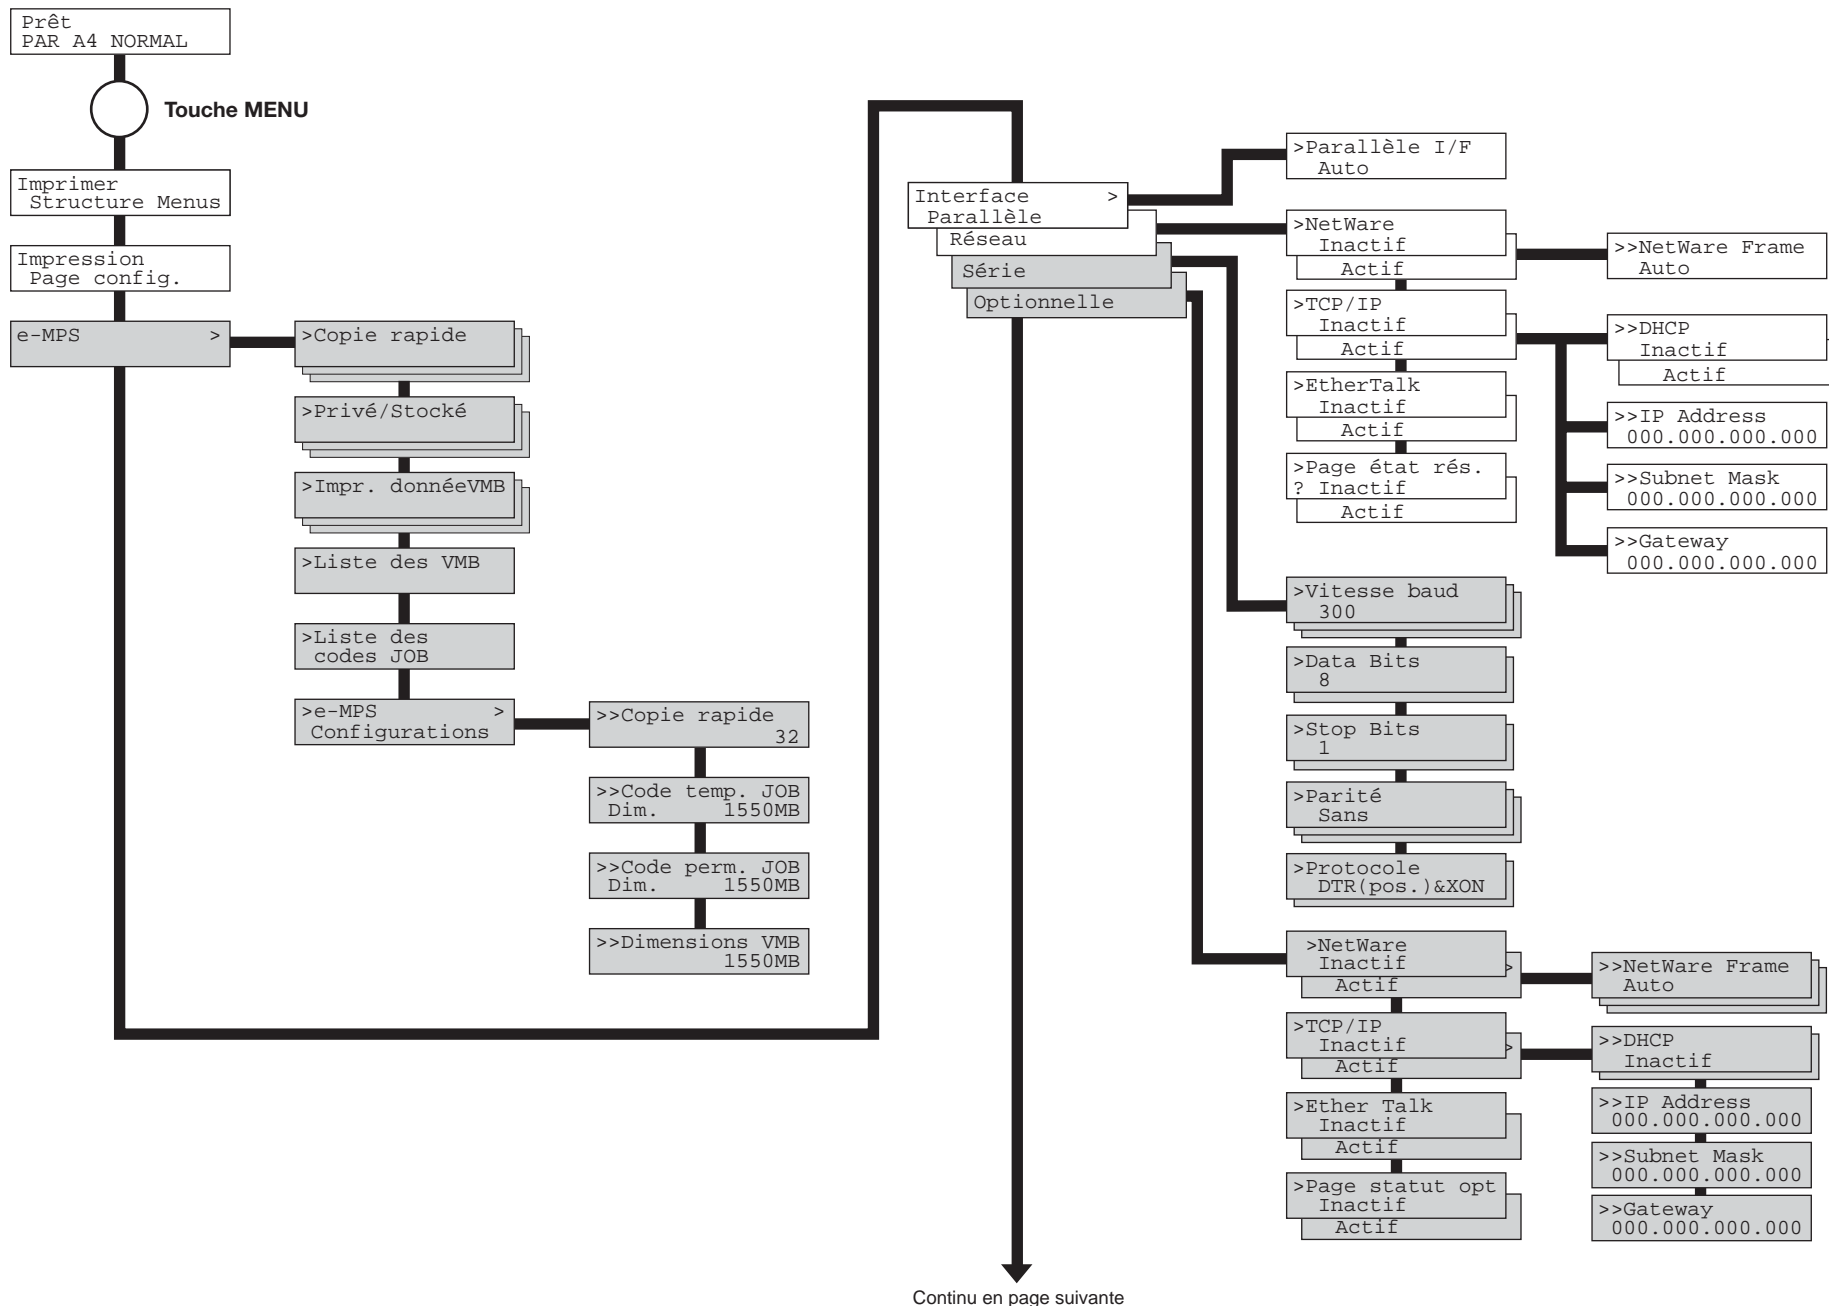 Prêt
PAR A4 NORMAL
Touche MENU
Imprimer
Structure Menus
Impression
Page config.
e-MPS >
>Copie rapide
>Privé/Stocké
>Impr. donnéeVMB
>Liste des VMB
>Liste des
codes JOB
>e-MPS >
Configurations
>>Copie rapide
32
>>Code temp. JOB
Dim. 1550MB
>>Code perm. JOB
Dim. 1550MB
>>Dimensions VMB
1550MB
Interface >
Parallèle
Réseau
Série
Optionnelle
>Parallèle I/F
Auto
>NetWare
Inactif
Actif
>>NetWare Frame
Auto
>TCP/IP
Inactif
Actif
>>DHCP
Inactif
Actif
>>IP Address
000.000.000.000
>>Subnet Mask
000.000.000.000
>>Gateway
000.000.000.000
>EtherTalk
Inactif
Actif
>Page état rés.
? Inactif
Actif
>Vitesse baud
300
>Data Bits
8
>Stop Bits
1
>Parité
Sans
>Protocole
DTR(pos.)&XON
>NetWare
Inactif
>
Actif
>>NetWare Frame
Auto
>TCP/IP
Inactif
>
Actif
>>DHCP
Inactif
>>IP Address
000.000.000.000
>>Subnet Mask
000.000.000.000
>>Gateway
000.000.000.000
>Ether Talk
Inactif
Actif
>Page statut opt
Inactif
Actif
Continu en page suivante